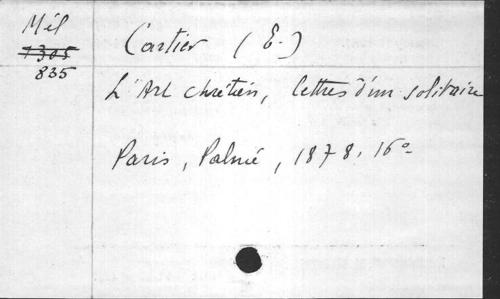 Mél
1305
835
Cartier (E.)
L'Art chrétien, lettres d'un solitaire
Paris, Palmé, 1878, 16°